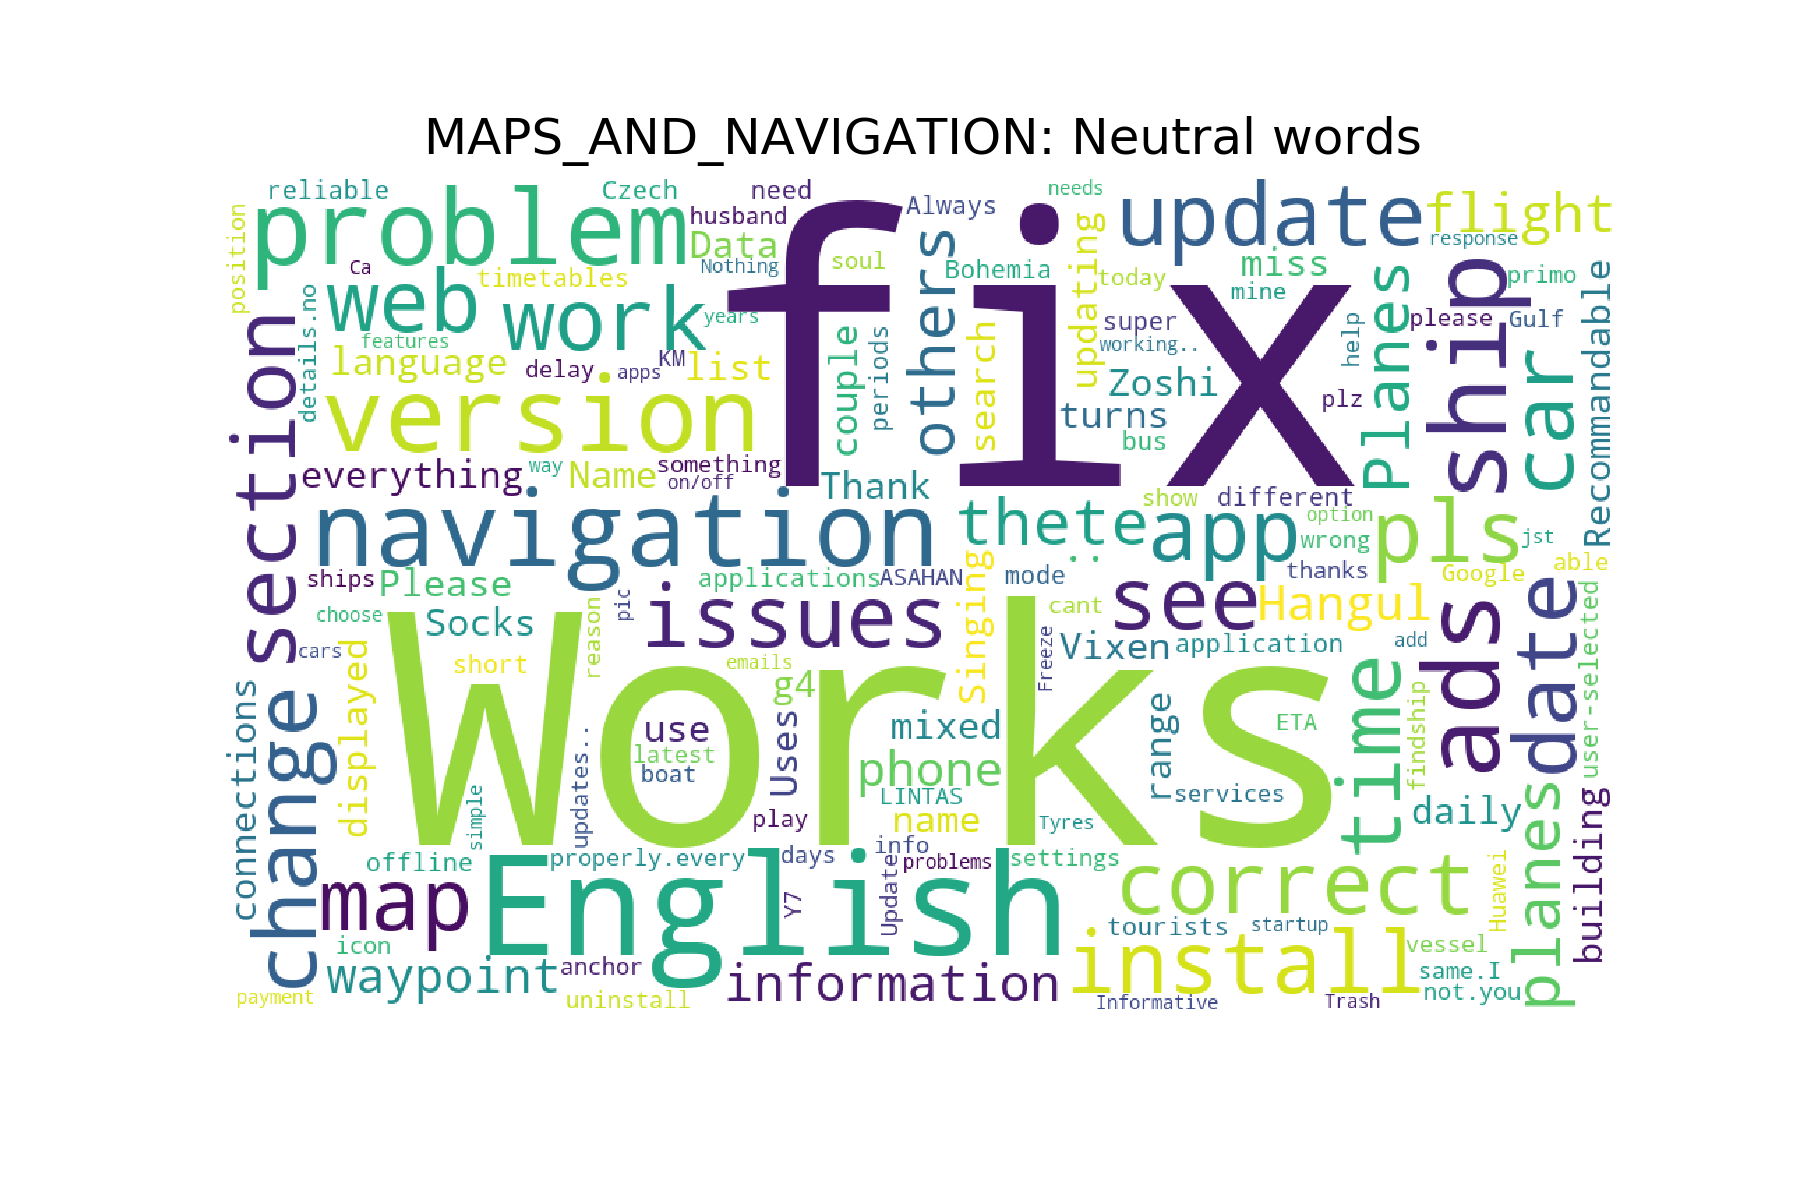 MAPS_AND_NAVIGATION: Neutral words
reliable
Czech
need
needs
problem
husband
Always
update
flight
position
Data
fix
others
updating
response
Ca
timetables
Nothing
soul
Bohemia
today
miss
mine
Planes
ship
primo
Recommandable
web
work
years
details.no
features
language
delay
apps
KM
list
couple
periods
search
super
working..
help
please
Gulf
car
section
version
Zoshi
turns
plz
bus
everything
way
Name
something
on/off
Thank
show
different
navigation
thete
..
app
option
wrong
pls
jst
ships
Please
applications
ASAHAN
mode
thanks
Google
able
choose
Socks
reason
pic
issues
Singing
cant
see
Hangul
ads
date
user-selected
cars
short
Works
emails
Freeze
Vixen
application
add
connections
change
displayed
g4
use
latest
boat
Uses
mixed
phone
range
ETA
time
findship
simple
updates..
LINTAS
services
play
name
Tyres
daily
planes
building
offline
properly.every
days
info
problems
settings
map
English
Y7
Update
correct
Huawei
icon
tourists
startup
waypoint
anchor
information
install
vessel
same.I
payment
uninstall
Informative
Trash
not.you